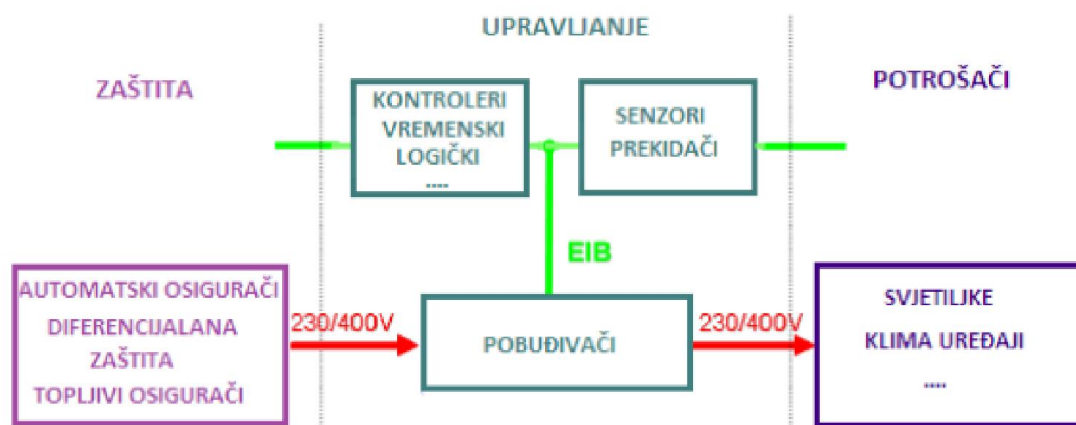 UPRAVLJANJE
ZAŠTITA
POTROŠAČI
KONTROLERI
VREMENSKI
LOGIČKI
....
SENZORI
PREKIDAČI
EIB
AUTOMATSKI OSIGURAČI
DIFERENCIJALANA
ZAŠTITA
TOPLJIVI OSIGURAČI
230/400V
POBUĐIVAČI
230/400V
SVJETILJKE
KLIMA UREĐAJI
....